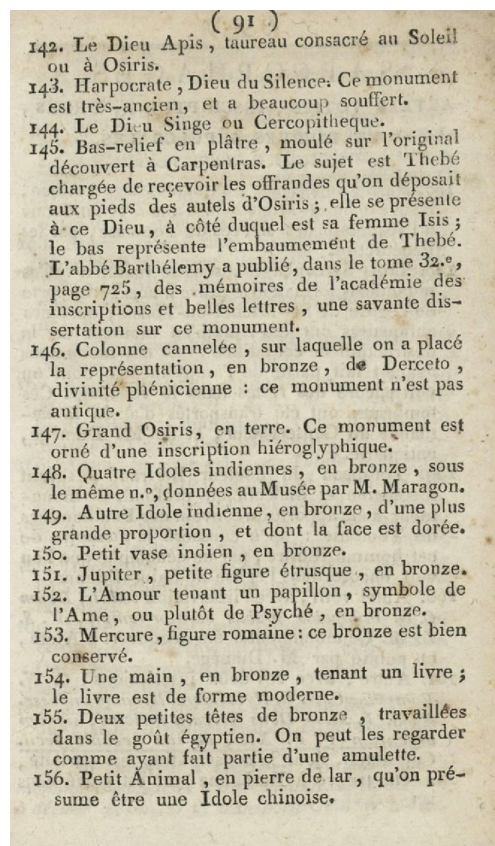 ( 91 )
142. Le Dieu Apis , taureau consacré au Soleil
ou à Osiris.
143. Harpocrate , Dieu du Silence. Ce monument
est très-ancien , et a beaucoup souffert.
144. Le Dieu Singe ou Cercopitheque.
145. Bas-relief en plâtre , moulé sur l'original
découvert à Carpentras. Le sujet est Thebé
chargée de reçevoir les offrandes qu'on déposait
aux pieds des autels d'Osiris ; elle se présente
à ce Dieu, à côté duquel est sa femme Isis ;
le bas représente l'embaumement de Thebé.
L'abbé Barthélemy a publié, dans le tome 32.e ,
page 725 , des mémoires de l'académie des
inscriptions et belles lettres , une savante dis-
sertation sur ce monument.
146. Colonne cannelée , sur laquelle on a placé
la représentation , en bronze , de Derceto ,
divinité phénicienne : ce monument n'est pas
antique.
147. Grand Osiris, en terre. Ce monument est
orné d'une inscription hiéroglyphique.
148. Quatre Idoles indiennes , en bronze , sous
le même n.º, données au Musée par M. Maragon.
149. Autre Idole indienne , en bronze , d'une plus
grande proportion , et dont la face est dorée.
150. Petit vase indien , en bronze.
151. Jupiter , petite figure étrusque , en bronze.
152. L'Amour tenant un papillon , symbole de
l'Ame , ou plutôt de Psyché , en bronze.
153. Mercure , figure romaine : ce bronze est bien
conservé.
154. Une main , en bronze , tenant un livre ;
le livre est de forme moderne.
155. Deux petites têtes de bronze , travaillées
dans le goût égyptien. On peut les regarder
comme ayant fait partie d'une amulette.
156. Petit Animal , en pierre de lar , qu'on pré-
sume être une Idole chinoise.